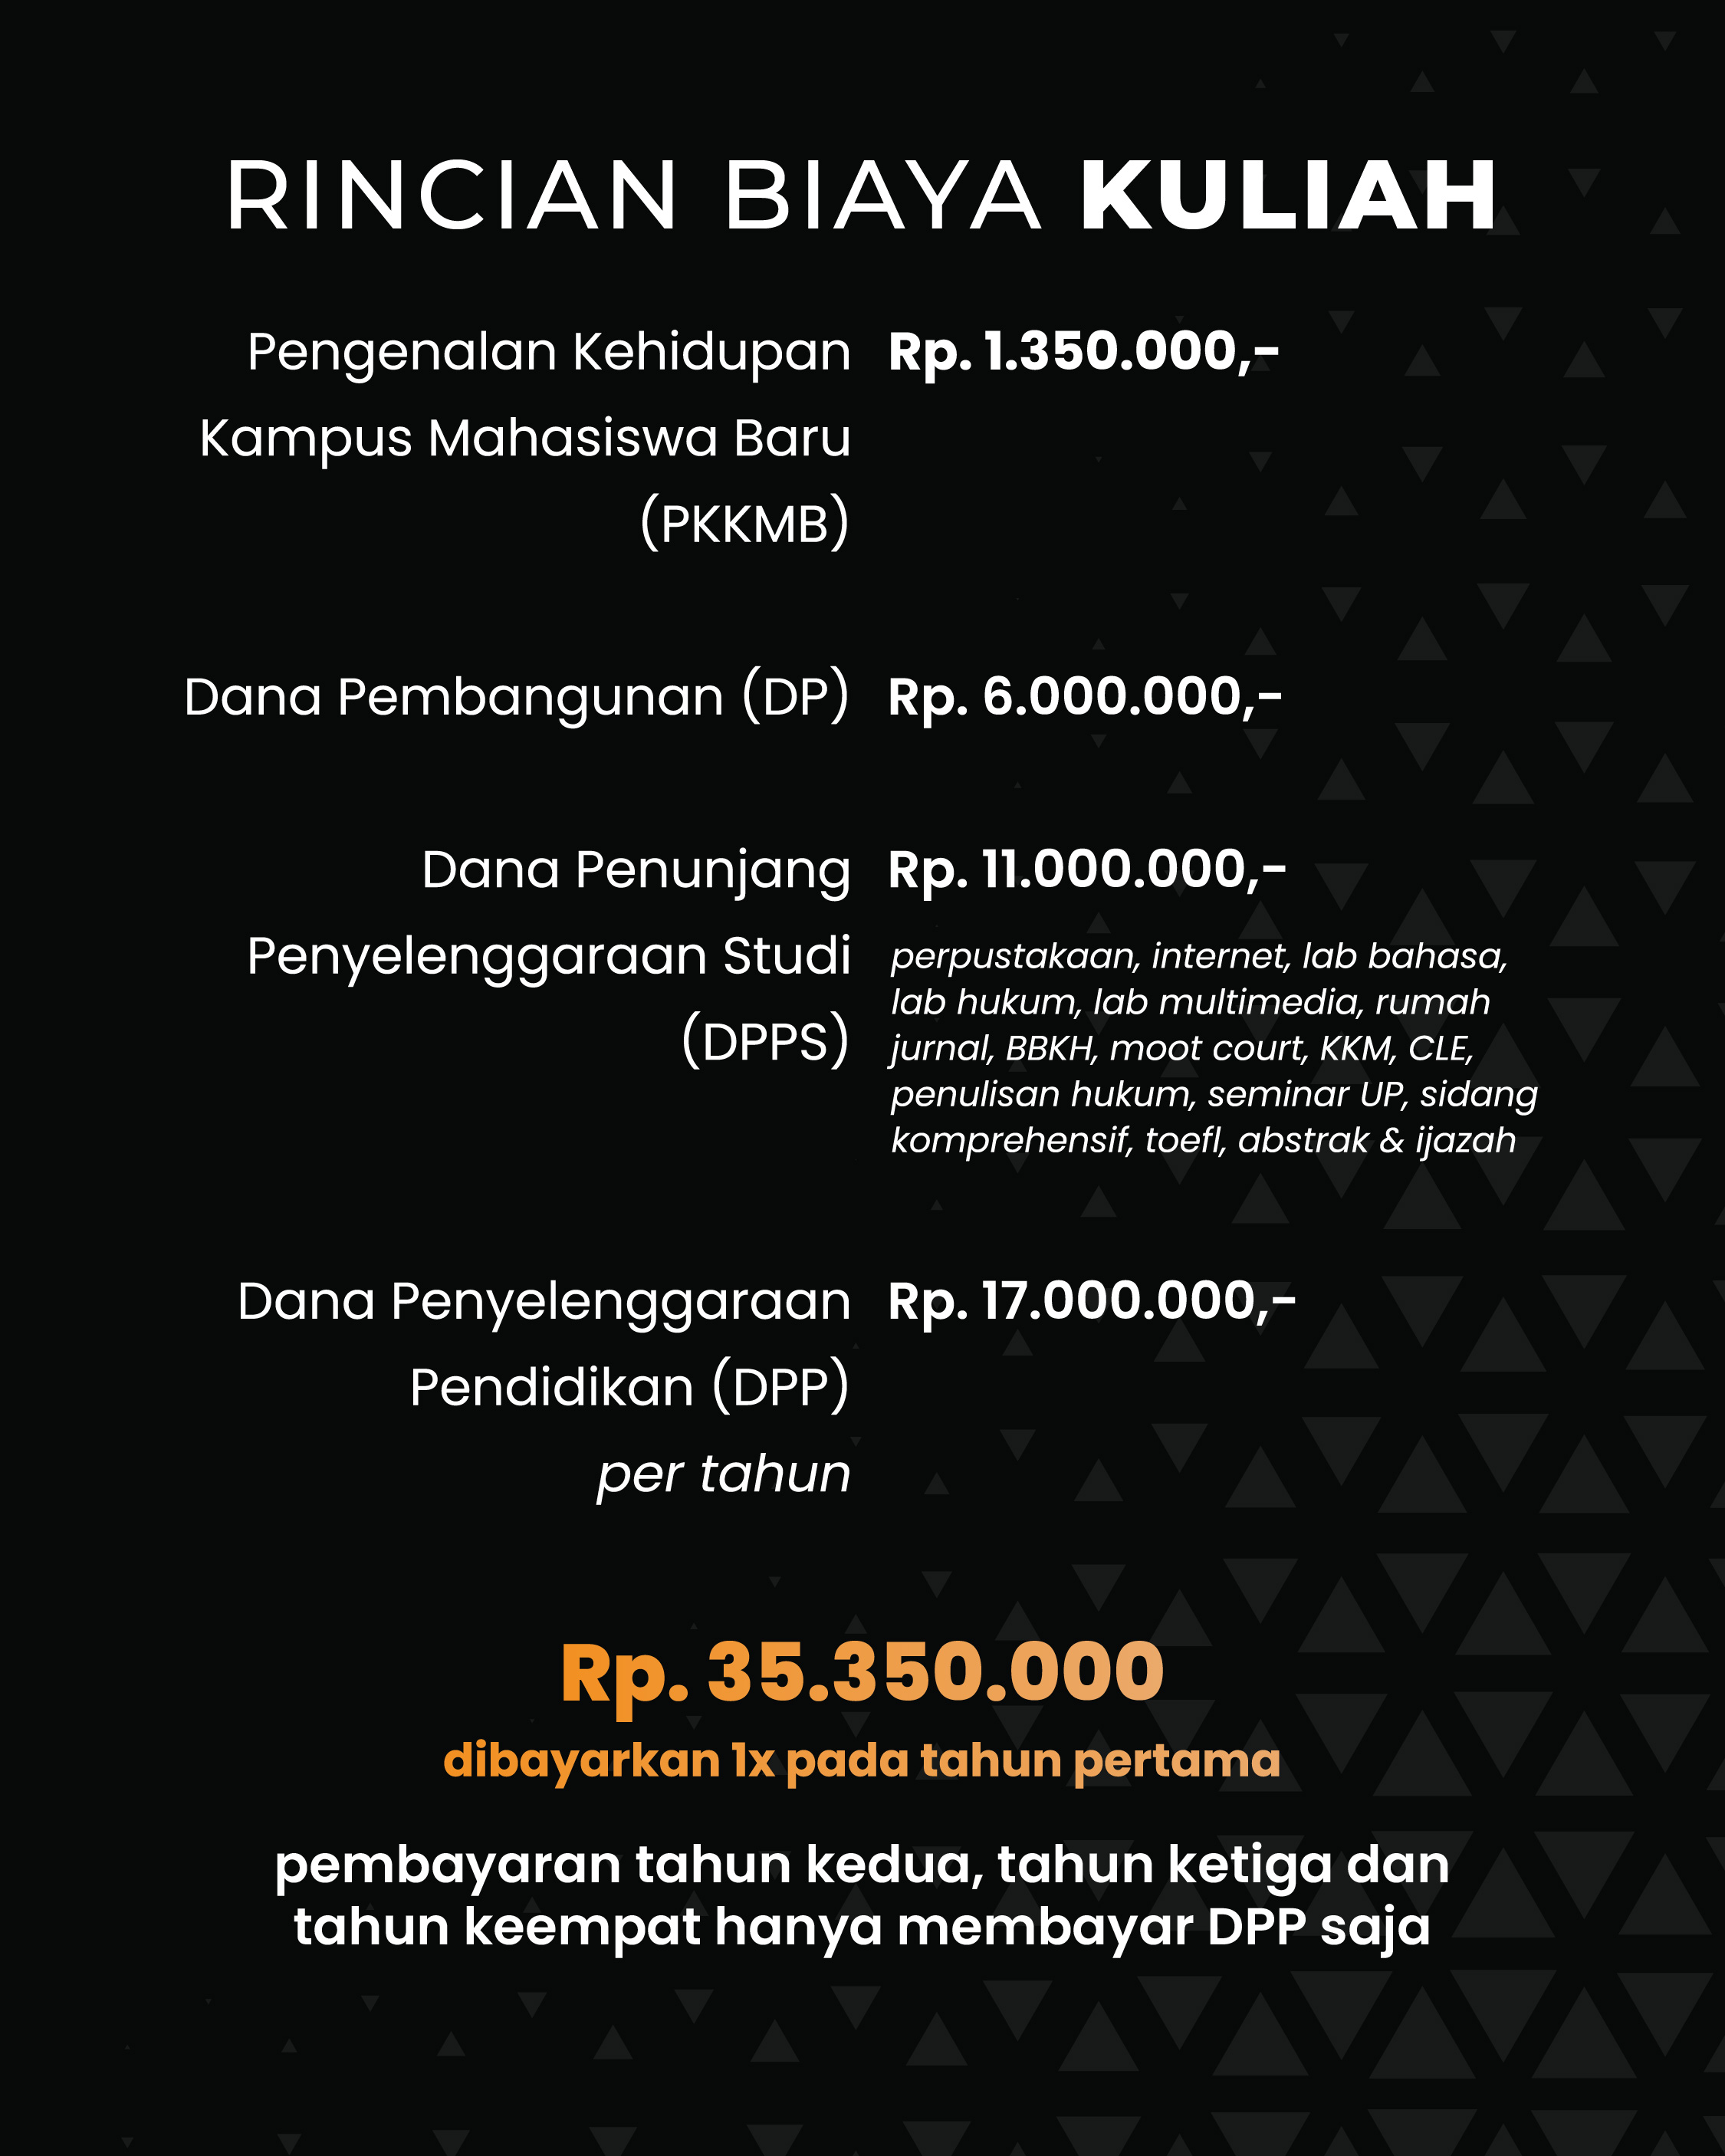 RINCIAN BIAYA KULIAH
Pengenalan Kehidupan Rp. 1.350.000,-
Kampus Mahasiswa Baru
(PKKMB)
Dana Pembangunan (DP) Rp. 6.000.000,-
Dana Penunjang Rp. 11.000.000,-
Penyelenggaraan Studi
(DPPS)
perpustakaan, internet, lab bahasa,
lab hukum, lab multimedia, rumah
jurnal, BBKH, moot court, KKM, CLE,
penulisan hukum, seminar UP, sidang
komprehensif, toefl, abstrak & ijazah
Dana Penyelenggaraan Rp. 17.000.000,-
Pendidikan (DPP)
per tahun
Rp. 35.350.000
dibayarkan 1x pada tahun pertama
pembayaran tahun kedua, tahun ketiga dan
tahun keempat hanya membayar DPP saja